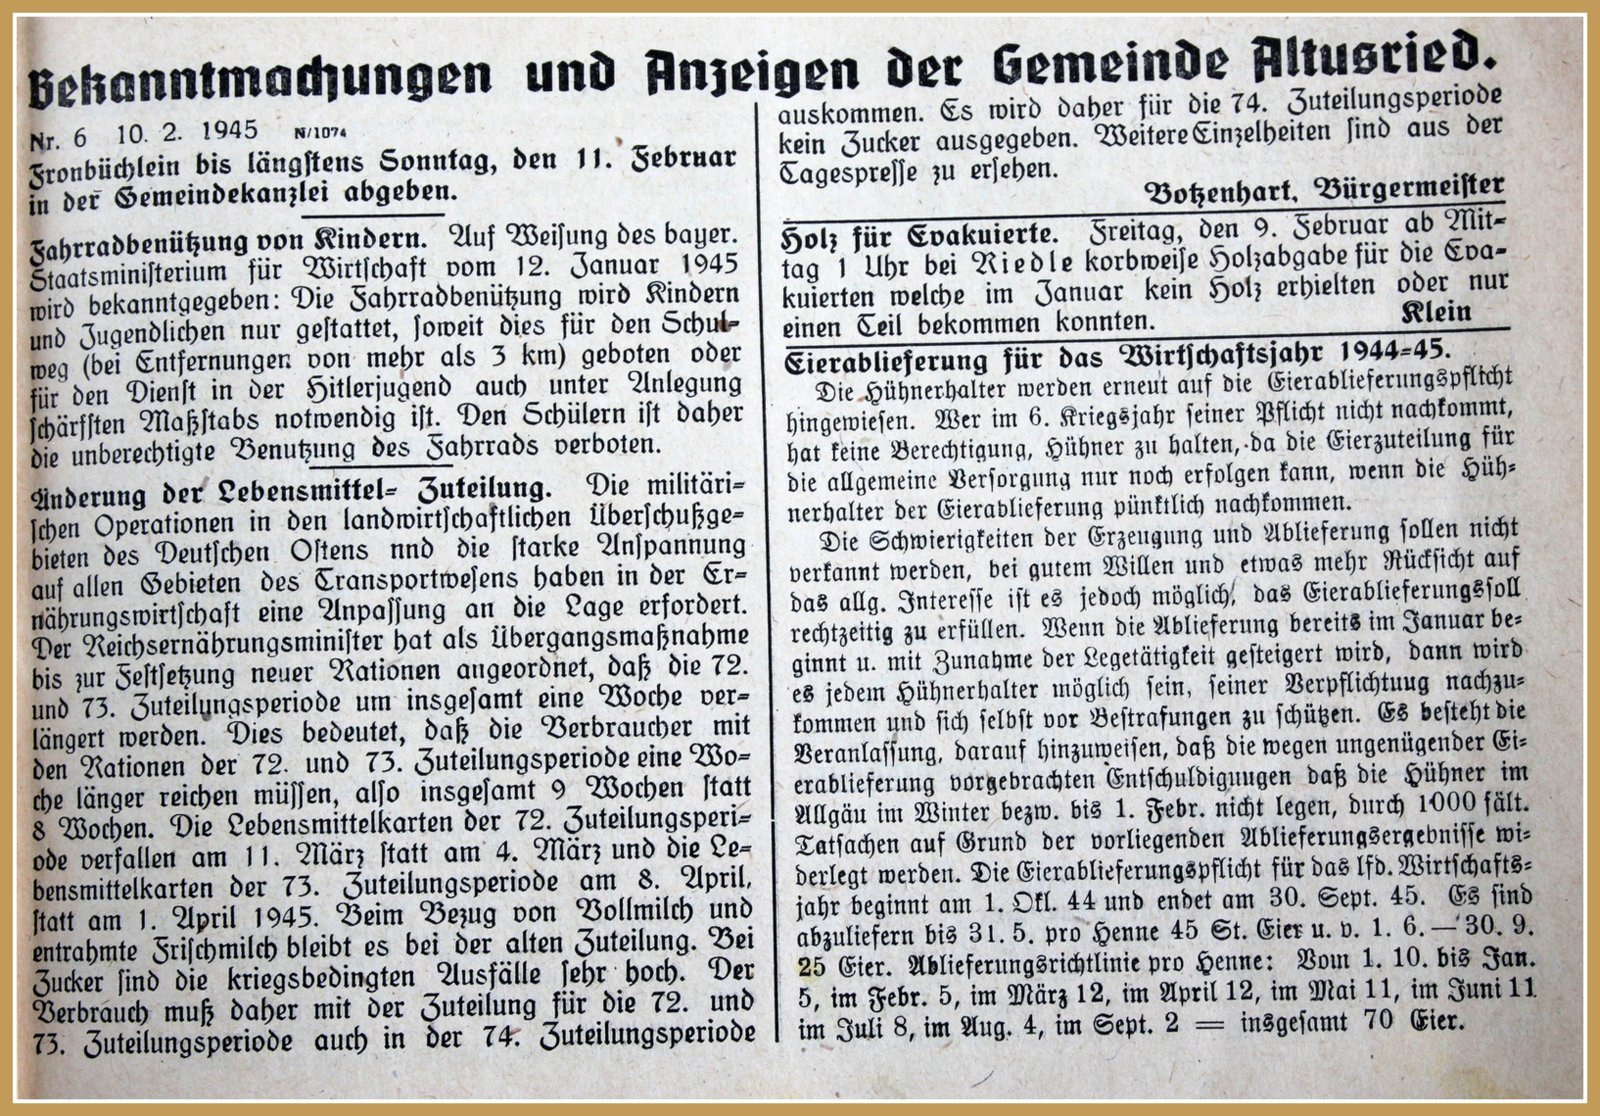 Bekanntmachungen und Anzeigen der Gemeinde Altusried.
Nr. 6 10. 2. 1945 N/1074
Fronbüchlein bis längstens Sonntag, den 11. Februar
in der Gemeindekanzlei abgeben.
Fahrradbenützung von Kindern. Auf Weisung des bayer.
Staatsministerium für Wirtschaft vom 12. Januar 1945
wird bekanntgegeben: Die Fahrradbenützung wird Kindern
und Jugendlichen nur gestattet, soweit dies für den Schul-
weg (bei Entfernungen von mehr als 3 km) geboten oder
für den Dienst in der Hitlerjugend auch unter Anlegung
schärfsten Maßstabs notwendig ist. Den Schülern ist daher
die unberechtigte Benutzung des Fahrrads verboten.
Änderung der Lebensmittel- Zuteilung. Die militäri-
schen Operationen in den landwirtschaftlichen Überschußge-
bieten des Deutschen Ostens nnd die starke Anspannung
auf allen Gebieten des Transportwesens haben in der Er-
nährungswirtschaft eine Anpassung an die Lage erfordert.
Der Reichsernährungsminister hat als Übergangsmaßnahme
bis zur Festsetzung neuer Rationen angeordnet, daß die 72.
und 73. Zuteilungsperiode um insgesamt eine Woche ver-
längert werden. Dies bedeutet, daß die Verbraucher mit
den Rationen der 72. und 73. Zuteilungsperiode eine Wo-
che länger reichen müssen, also insgesamt 9 Wochen statt
8 Wochen. Die Lebensmittelkarten der 72. Zuteilungsperi-
ode verfallen am 11. März statt am 4. März und die Le-
bensmittelkarten der 73. Zuteilungsperiode am 8. April,
statt am 1. April 1945. Beim Bezug von Vollmilch und
entrahmte Frischmilch bleibt es bei der alten Zuteilung. Bei
Zucker sind die kriegsbedingten Ausfälle sehr hoch. Der
Verbrauch muß daher mit der Zuteilung für die 72. und
73. Zuteilungsperiode auch in der 74. Zuteilungsperiode
auskommen. Es wird daher für die 74. Zuteilungsperiode
kein Zucker ausgegeben. Weitere Einzelheiten sind aus der
Tagespresse zu ersehen.
Botzenhart, Bürgermeister
Holz für Evakuierte. Freitag, den 9. Februar ab Mit-
tag 1 Uhr bei Riedle korbweise Holzabgabe für die Eva-
kuierten welche im Januar kein Holz erhielten oder nur
einen Teil bekommen konnten. Klein
Eierablieferung für das Wirtschaftsjahr 1944-45.
Die Hühnerhalter werden erneut auf die Eierablieferungspflicht
hingewiesen. Wer im 6. Kriegsjahr seiner Pflicht nicht nachkommt,
hat keine Berechtigung, Hühner zu halten, da die Eierzuteilung für
die allgemeine Versorgung nur noch erfolgen kann, wenn die Hüh-
nerhalter der Eierablieferung pünktlich nachkommen.
Die Schwierigkeiten der Erzeugung und Ablieferung sollen nicht
verkannt werden, bei gutem Willen und etwas mehr Rücksicht auf
das allg. Interesse ist es jedoch möglich, das Eierablieferungssoll
rechtzeitig zu erfüllen. Wenn die Ablieferung bereits im Januar be-
ginnt u. mit Zunahme der Legetätigkeit gesteigert wird, dann wird
es jedem Hühnerhalter möglich sein, seiner Verpflichtuug nachzu-
kommen und sich selbst vor Bestrafungen zu schützen. Es besteht die
Veranlassung, darauf hinzuweisen, daß die wegen ungenügender Ei-
erablieferung vorgebrachten Entschuldigungen daß die Hühner im
Allgäu im Winter bezw. bis 1. Febr. nicht legen, durch 1000 fält.
Tatsachen auf Grund der vorliegenden Ablieferungsergebnisse wi-
derlegt werden. Die Eierablieferungspflicht für das lfd. Wirtschafts-
jahr beginnt am 1. Okt. 44 und endet am 30. Sept. 45. Es sind
abzuliefern bis 31. 5. pro Henne 45 St. Eier u. v. 1. 6. — 30. 9.
25 Eier. Ablieferungsrichtlinie pro Henne: Vom 1. 10. bis Jan.
5, im Febr. 5, im März 12, im April 12, im Mai 11, im Juni 11
im Juli 8, im Aug. 4, im Sept. 2 = insgesamt 70 Eier.